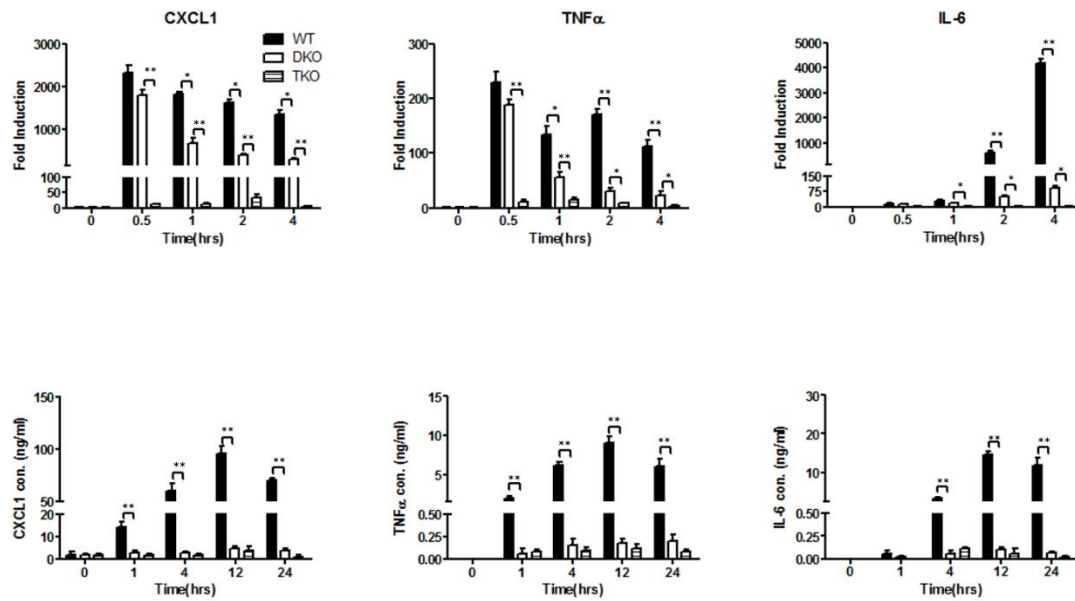 CXCL1
TNFα
IL-6
WT
DKO
TKO
Fold Induction
3000
2000
1000
100
50
0
** * ** * ** * **
0 0.5 1 2 4
Time(hrs)
Fold Induction
300
200
100
0
** * ** ** * ** *
0 0.5 1 2 4
Time(hrs)
Fold Induction
5000
4000
3000
2000
1000
150
75
0
* ** * ** *
0 0.5 1 2 4
Time(hrs)
CXCL1 con. (ng/ml)
150
100
50
20
10
0
** ** ** **
0 1 4 12 24
Time(hrs)
TNFα con. (ng/ml)
15
10
5
0.50
0.25
0.00
** ** ** **
0 1 4 12 24
Time(hrs)
IL-6 con. (ng/ml)
30
20
10
0.50
0.25
0.00
** ** **
0 1 4 12 24
Time(hrs)